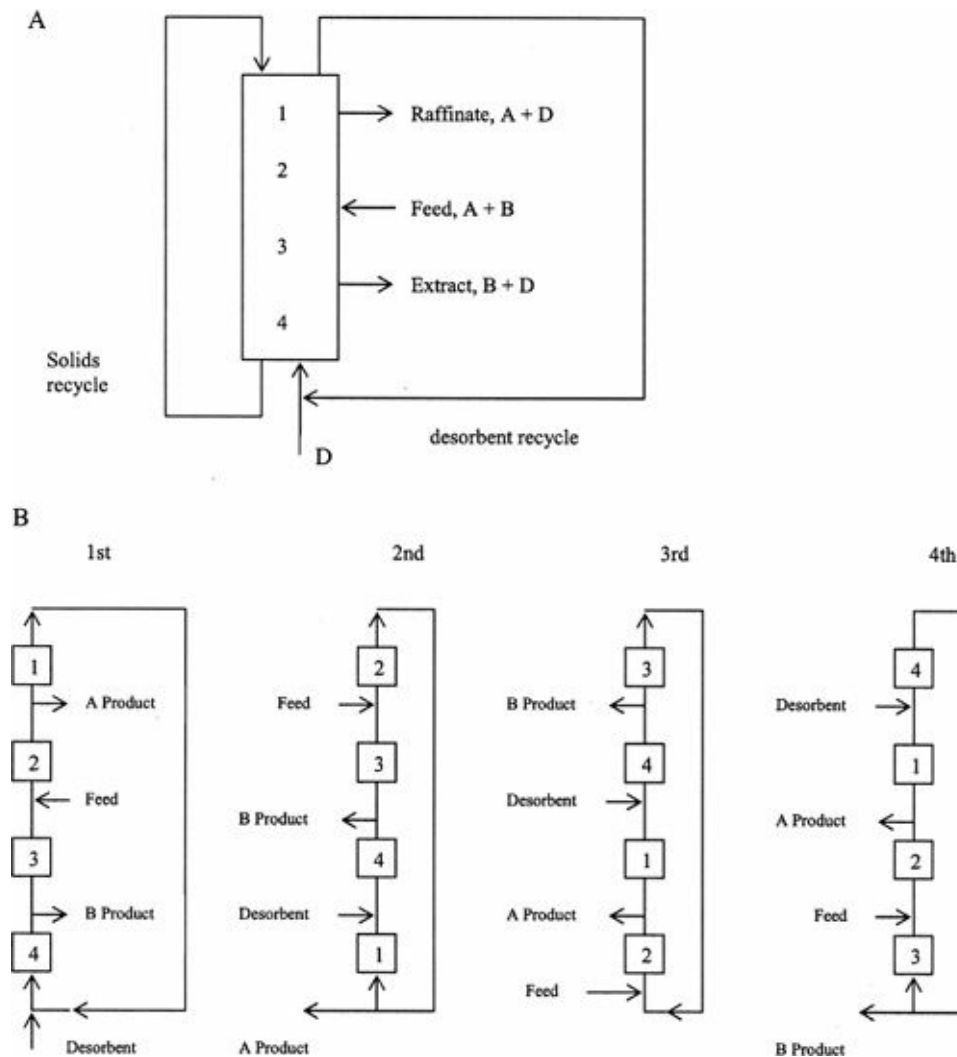 A
1
Raffinate, A + D
2
Feed, A + B
3
Extract, B + D
4
Solids
recycle
desorbent recycle
D
B
1st
2nd
3rd
4th
1
A Product
2
Feed
3
B Product
4
Desorbent
2
Feed
3
B Product
4
Desorbent
1
A Product
3
B Product
4
Desorbent
1
A Product
2
Feed
4
Desorbent
1
A Product
2
Feed
3
B Product